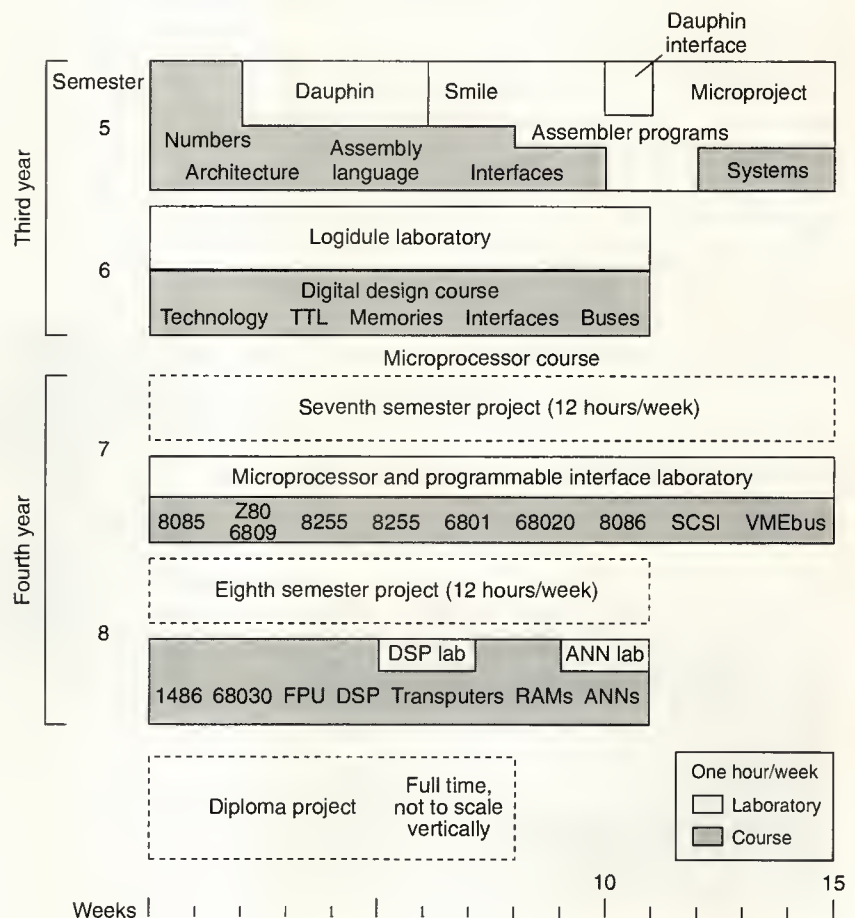 Dauphin
interface
Semester
Dauphin
Smile
Microproject
5
Assembler programs
Numbers
Assembly
language
Architecture
Interfaces
Systems
Third year
Logidule laboratory
6
Digital design course
Technology TTL Memories Interfaces Buses
Microprocessor course
Seventh semester project (12 hours/week)
7
Microprocessor and programmable interface laboratory
8085 Z80 6809 8255 8255 6801 68020 8086 SCSI VMEbus
Fourth year
Eighth semester project (12 hours/week)
8
DSP lab
ANN lab
1486 68030 FPU DSP Transputers RAMs ANNs
Diploma project
Full time,
not to scale
vertically
One hour/week
Laboratory
Course
10
15
Weeks